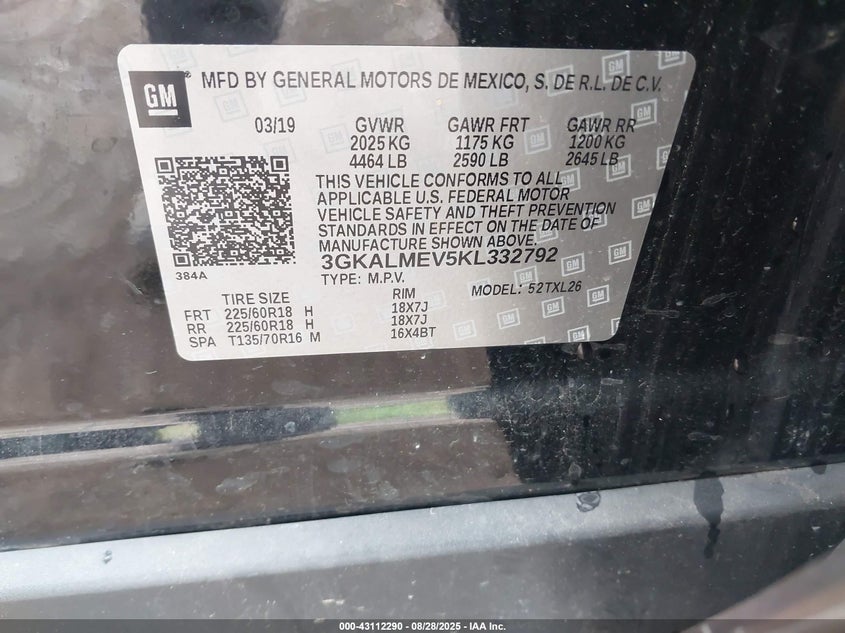 GM
MFD BY GENERAL MOTORS DE MEXICO, S. DE R.L. DE C.V.
03/19 GVWR GAWR FRT GAWR RR
2025 KG 1175 KG 1200 KG
4464 LB 2590 LB 2645 LB
THIS VEHICLE CONFORMS TO ALL
APPLICABLE U.S. FEDERAL MOTOR
VEHICLE SAFETY AND THEFT PREVENTION
STANDARDS IN EFFECT ON THE DATE OF
MANUFACTURE SHOWN ABOVE.
384A
3GKALMEV5KL332792
TYPE: M.P.V. MODEL: 52TXL26
TIRE SIZE RIM
FRT 225/60R18 H 18X7J
RR 225/60R18 H 18X7J
SPA T135/70R16 M 16X4BT
000-43112290 - 08/28/2025 - IAA Inc.